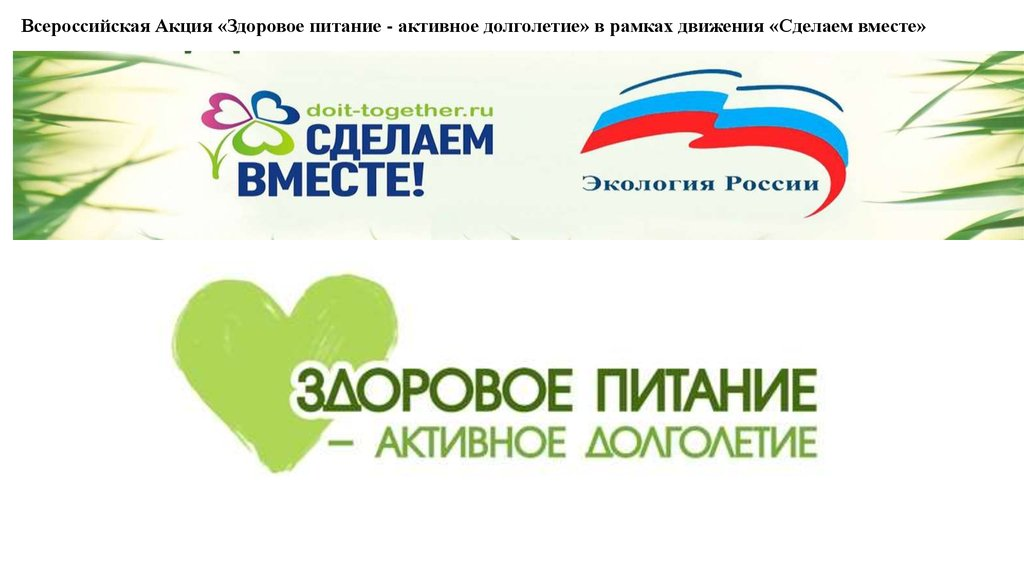 Всероссийская Акция «Здоровое питание - активное долголетие» в рамках движения «Сделаем вместе»
doit-together.ru
СДЕЛАЕМ
ВМЕСТЕ!
Экология России
ЗДОРОВОЕ ПИТАНИЕ
– АКТИВНОЕ ДОЛГОЛЕТИЕ